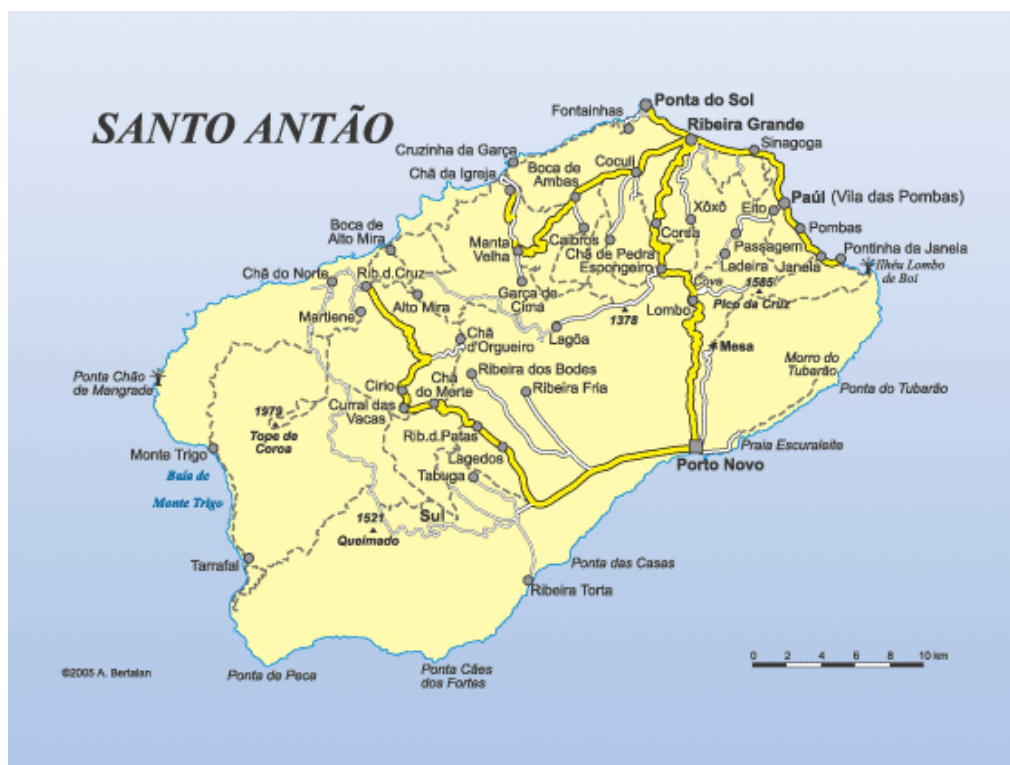 SANTO ANTÃO
Ponta do Sol
Fontainhas
Ribeira Grande
Sinagoga
Cruzinha da Garça
Cocull
Boca de
Ambas
Chã da Igreja
Paúl (Vila das Pombas)
Xôxô
Eito
Boca de
Alto Mira
Corda
Pombas
Manta
Velha
Caibros
Chã de Pedra
Passagem
Pontinha da Janela
Espongeiro
Ladeira
Janela
Ilhéu Lombo
de Boi
Chã do Norte
Rib.d.Cruz
Cova
1585
Pico da Cruz
Alto Mira
Garça de
Cima
Lombo
Martiene
1378
Lagõa
Chã
d'Orgueiro
Mesa
Morro do
Tubarão
Ribeira dos Bodes
Ponta Chão
de Mangrade
Cirio
Chã
do Morte
Ribeira Fria
Ponta do Tubarão
Curral das
Vacas
1979
Tope de
Coroa
Rib.d.Patas
Praia Escuraleite
Monte Trigo
Lagedos
Porto Novo
Baía de
Monte Trigo
Tabuga
Sul
1521
Queimado
Tarrafal
Ponta das Casas
Ribeira Torta
0 2 4 6 8 10 km
Ponta de Peca
Ponta Cães
dos Fortes
©2005 A. Bertalan